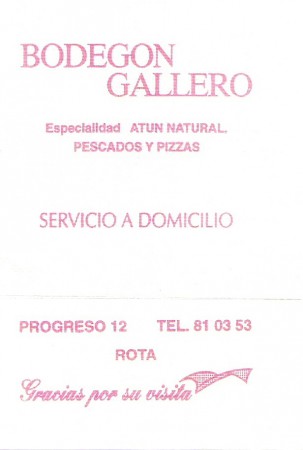 BODEGON
GALLERO
Especialidad ATUN NATURAL,
PESCADOS Y PIZZAS
SERVICIO A DOMICILIO
PROGRESO 12 TEL. 81 03 53
ROTA
Gracias por su visita